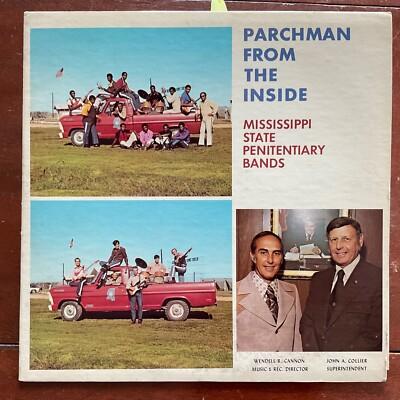 PARCHMAN
FROM
THE
INSIDE
MISSISSIPPI
STATE
PENITENTIARY
BANDS
WENDELL R. CANNON
MUSIC & REC. DIRECTOR
JOHN A. COLLIER
SUPERINTENDENT